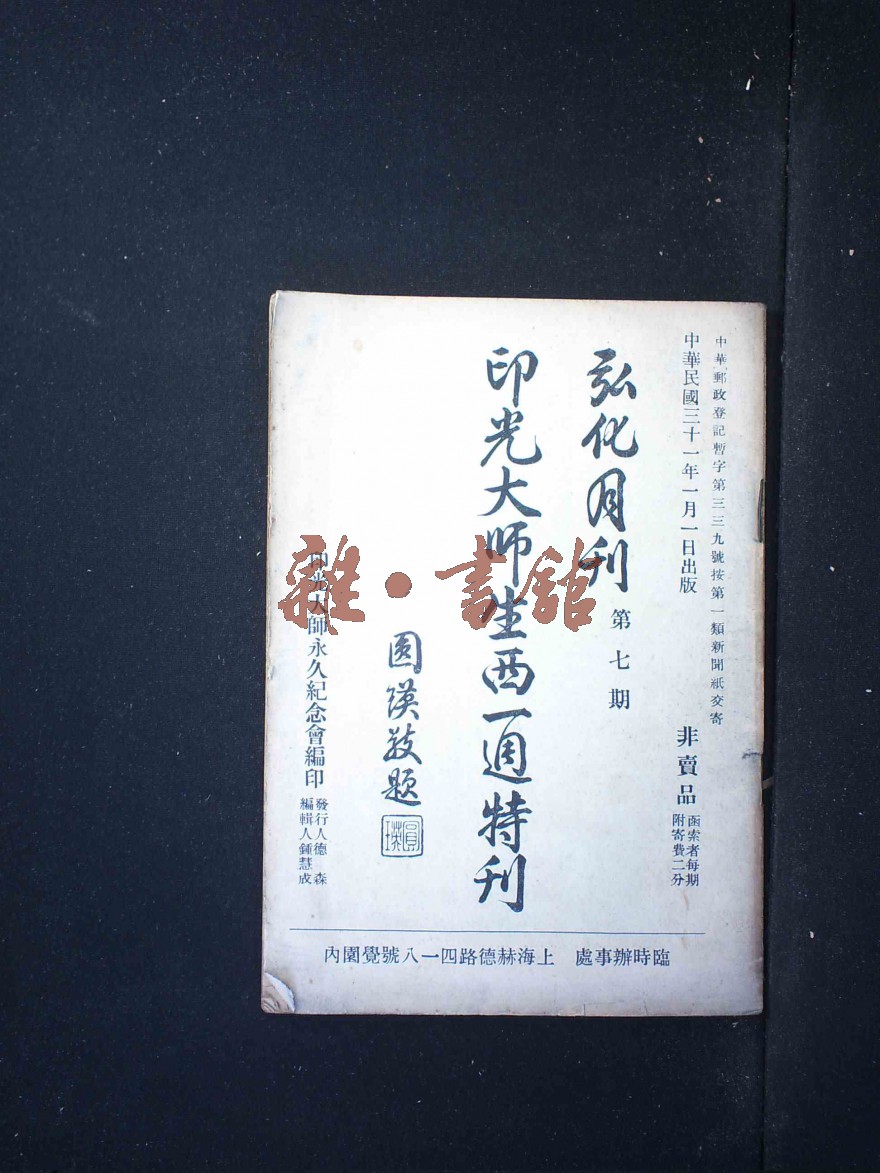 中華郵政登記暫字第三三九號按第一類新聞紙交寄
中華民國三十一年一月一日出版
非賣品
函索者每期
附寄費二分
弘化月刊
第七期
印光大师生西一週特刊
圓瑛敬題
圓瑛
印光大師永久紀念會編印
發行人德森
編輯人鍾慧成
臨時辦事處 上海赫德路四一八號覺園內
雜·書館